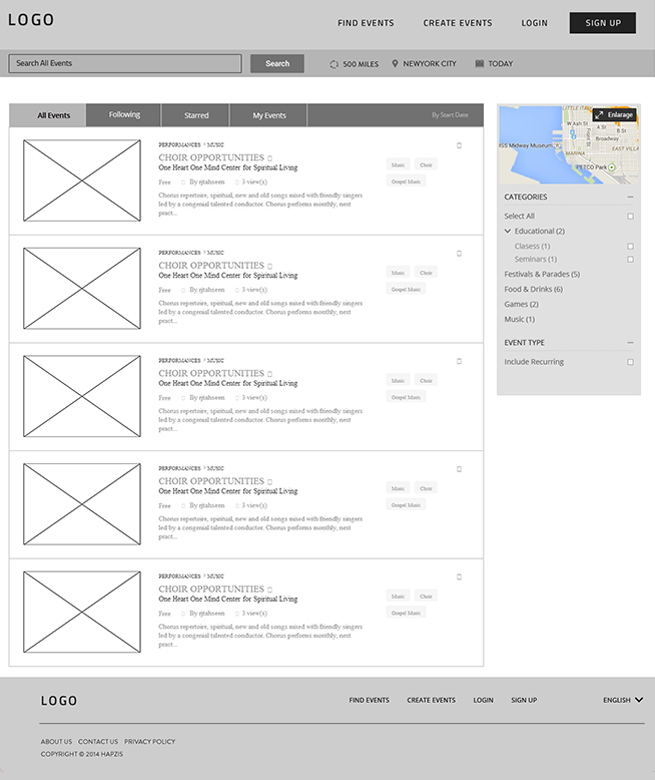 LOGO
FIND EVENTS CREATE EVENTS LOGIN SIGN UP
Search All Events Search 500 MILES NEWYORK CITY TODAY
All Events Following Starred My Events By Start Date
PERFORMANCES > MUSIC
CHOIR OPPORTUNITIES
One Heart One Mind Center for Spiritual Living
Free By rjtahseem 3 view(s)
Chorus repertoire, spiritual, new and old songs mixed with friendly singers
led by a congenial talented conductor. Chorus performs monthly, next
pract...
Music Choir
Gospel Music
PERFORMANCES > MUSIC
CHOIR OPPORTUNITIES
One Heart One Mind Center for Spiritual Living
Free By rjtahseem 3 view(s)
Chorus repertoire, spiritual, new and old songs mixed with friendly singers
led by a congenial talented conductor. Chorus performs monthly, next
pract...
Music Choir
Gospel Music
PERFORMANCES > MUSIC
CHOIR OPPORTUNITIES
One Heart One Mind Center for Spiritual Living
Free By rjtahseem 3 view(s)
Chorus repertoire, spiritual, new and old songs mixed with friendly singers
led by a congenial talented conductor. Chorus performs monthly, next
pract...
Music Choir
Gospel Music
PERFORMANCES > MUSIC
CHOIR OPPORTUNITIES
One Heart One Mind Center for Spiritual Living
Free By rjtahseem 3 view(s)
Chorus repertoire, spiritual, new and old songs mixed with friendly singers
led by a congenial talented conductor. Chorus performs monthly, next
pract...
Music Choir
Gospel Music
PERFORMANCES > MUSIC
CHOIR OPPORTUNITIES
One Heart One Mind Center for Spiritual Living
Free By rjtahseem 3 view(s)
Chorus repertoire, spiritual, new and old songs mixed with friendly singers
led by a congenial talented conductor. Chorus performs monthly, next
pract...
Music Choir
Gospel Music
LITTLE ITA
Enlarage
W Ash St
A St
B St
Broadway
USS Midway Museum
MARINA
EAST VILLA
PETCO Park
CATEGORIES
Select All
Educational (2)
Clasess (1)
Seminars (1)
Festivals & Parades (5)
Food & Drinks (6)
Games (2)
Music (1)
EVENT TYPE
Include Recurring
LOGO
FIND EVENTS CREATE EVENTS LOGIN SIGN UP ENGLISH
ABOUT US CONTACT US PRIVACY POLICY
COPYRIGHT © 2014 HAPZIS